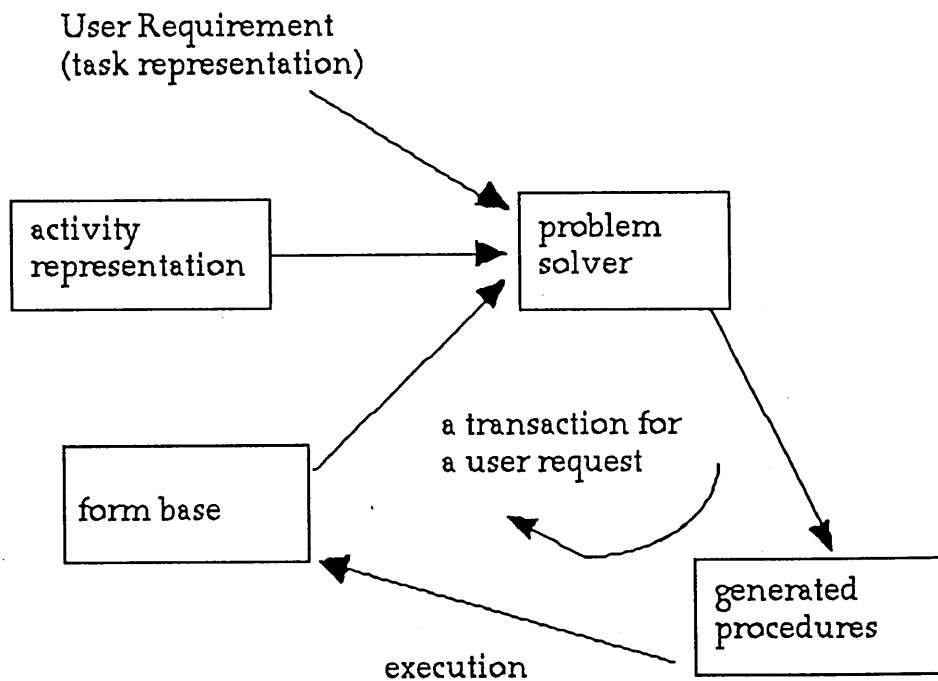 User Requirement
(task representation)
activity
representation
problem
solver
a transaction for
a user request
form base
generated
procedures
execution